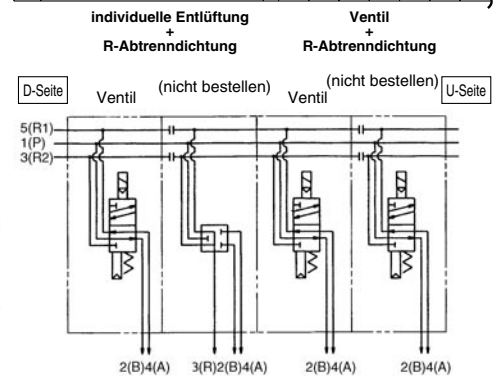 individuelle Entlüftung
+
R-Abtrenndichtung
Ventil
+
R-Abtrenndichtung
D-Seite
Ventil
(nicht bestellen)
Ventil
(nicht bestellen)
U-Seite
5(R1)
1(P)
3(R2)
2(B)4(A)
3(R)2(B)4(A)
2(B)4(A)
2(B)4(A)